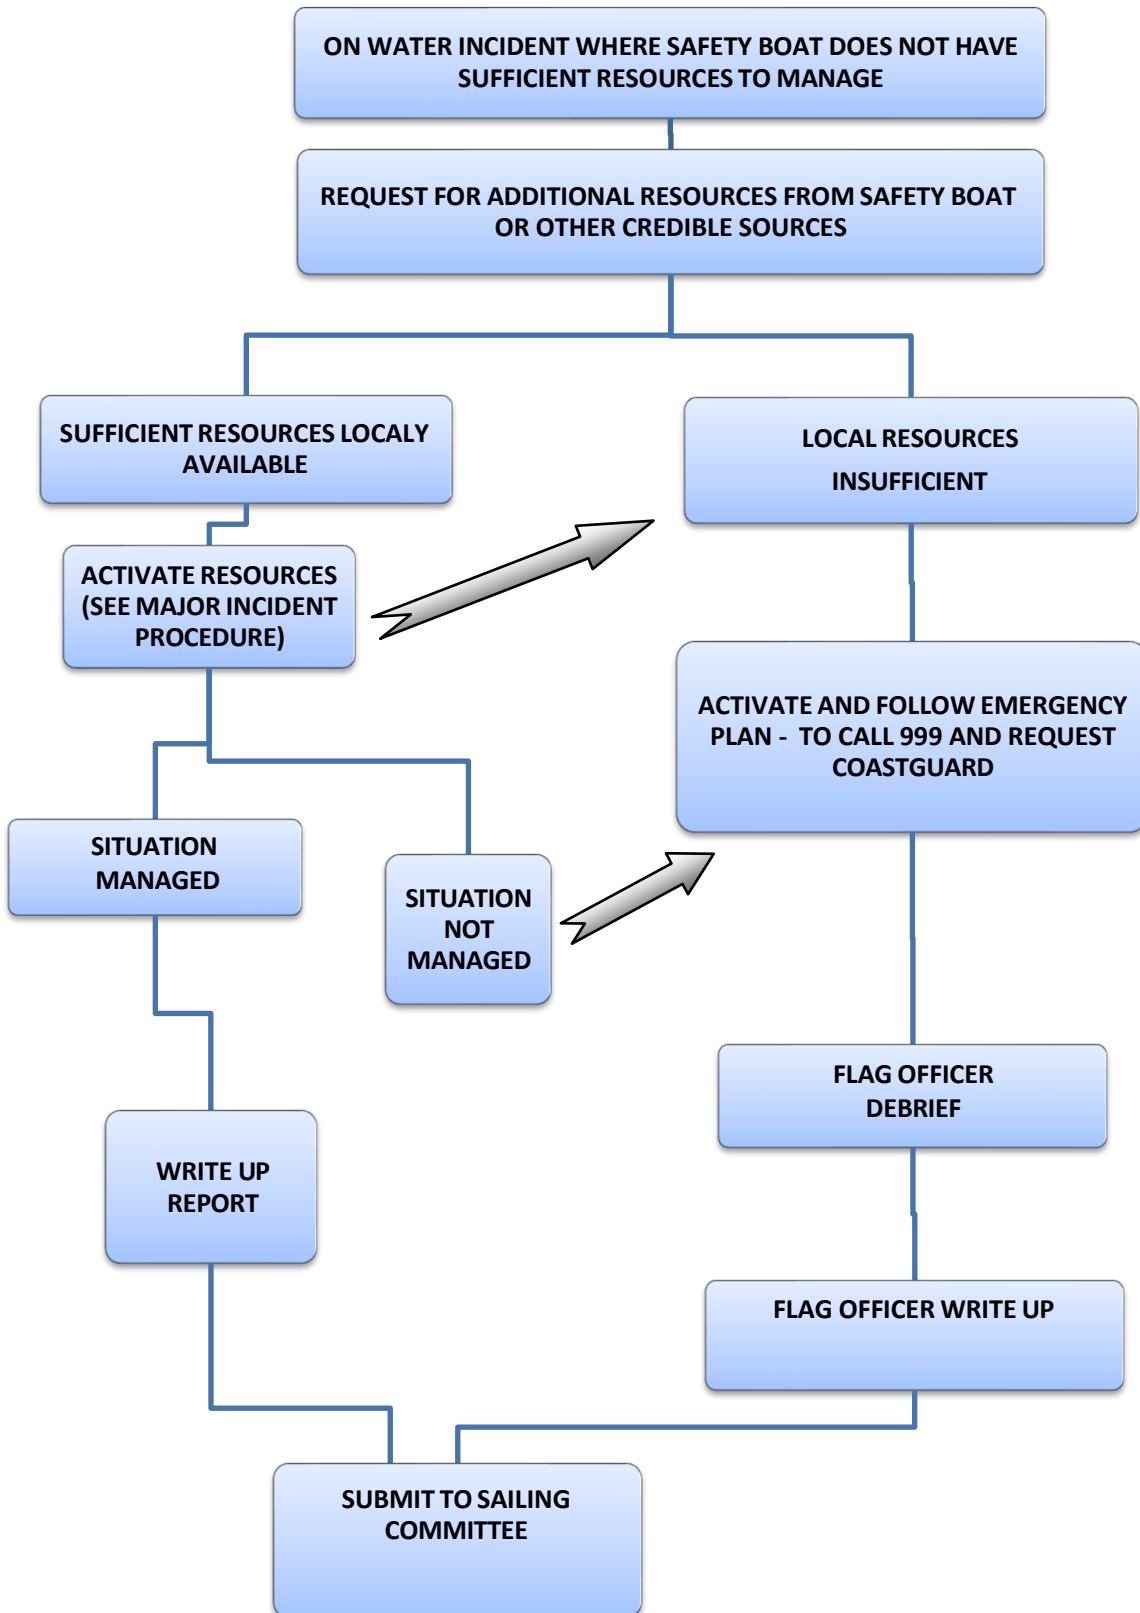 ON WATER INCIDENT WHERE SAFETY BOAT DOES NOT HAVE
SUFFICIENT RESOURCES TO MANAGE
REQUEST FOR ADDITIONAL RESOURCES FROM SAFETY BOAT
OR OTHER CREDIBLE SOURCES
SUFFICIENT RESOURCES LOCALY
AVAILABLE
LOCAL RESOURCES
INSUFFICIENT
ACTIVATE RESOURCES
(SEE MAJOR INCIDENT
PROCEDURE)
ACTIVATE AND FOLLOW EMERGENCY
PLAN - TO CALL 999 AND REQUEST
COASTGUARD
SITUATION
MANAGED
SITUATION
NOT
MANAGED
FLAG OFFICER
DEBRIEF
WRITE UP
REPORT
FLAG OFFICER WRITE UP
SUBMIT TO SAILING
COMMITTEE